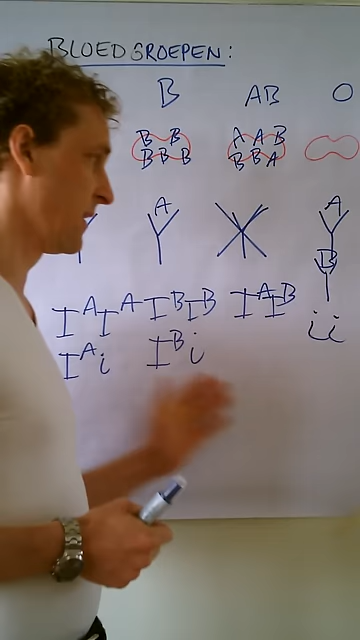 BLOEDGROEPEN:
B AB O
B B A A B
B B B B B A
A A
B
I^A I^A I^B I^B I^A I^B ii
I^A i I^B i